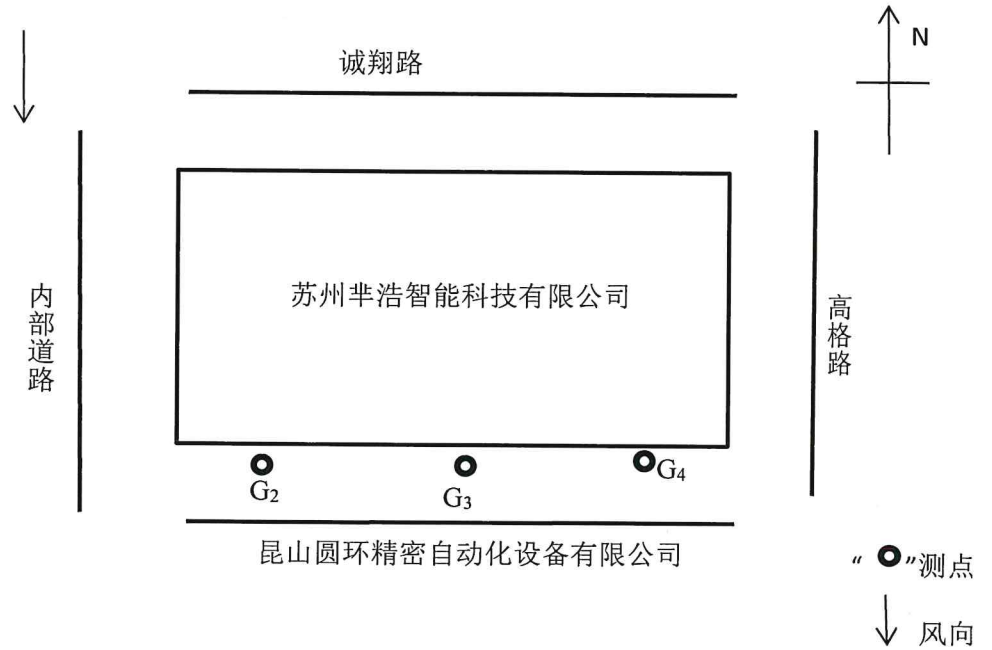 诚翔路
N
内部道路
苏州芈浩智能科技有限公司
高格路
G2
G3
G4
昆山圆环精密自动化设备有限公司
“ ”测点
风向